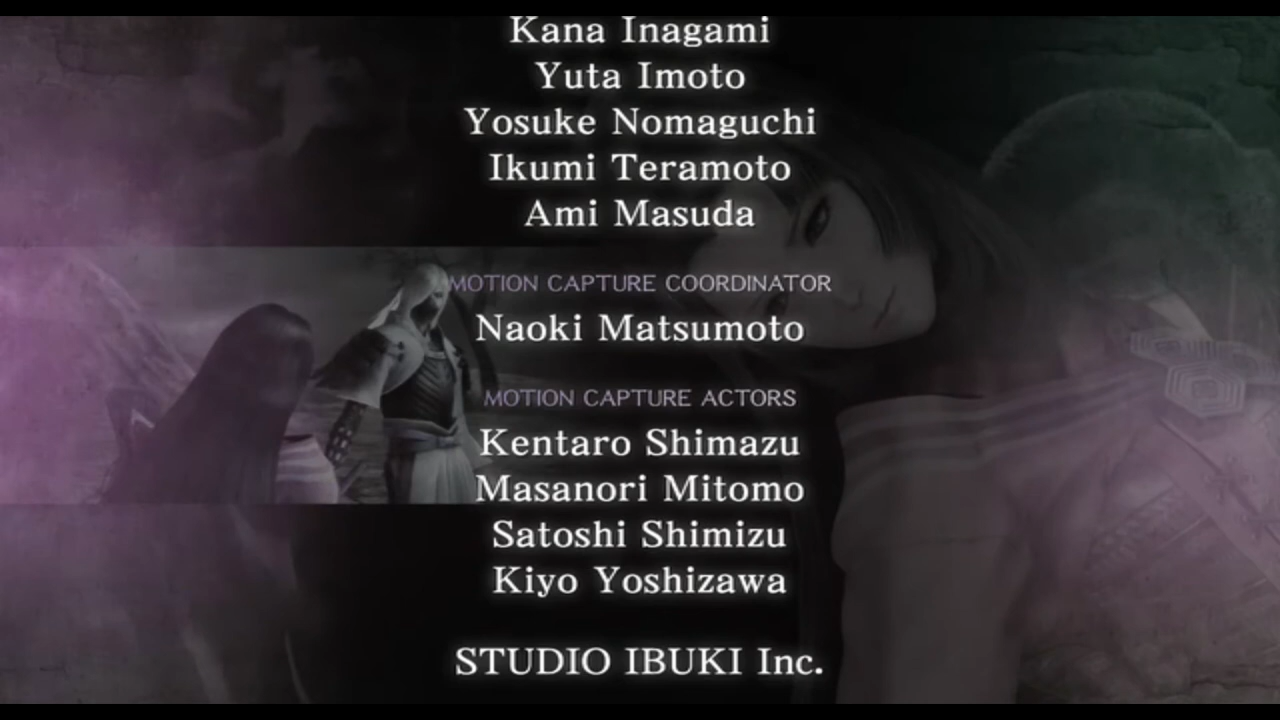 Kana Inagami
Yuta Imoto
Yosuke Nomaguchi
Ikumi Teramoto
Ami Masuda
MOTION CAPTURE COORDINATOR
Naoki Matsumoto
MOTION CAPTURE ACTORS
Kentaro Shimazu
Masanori Mitomo
Satoshi Shimizu
Kiyo Yoshizawa
STUDIO IBUKI Inc.